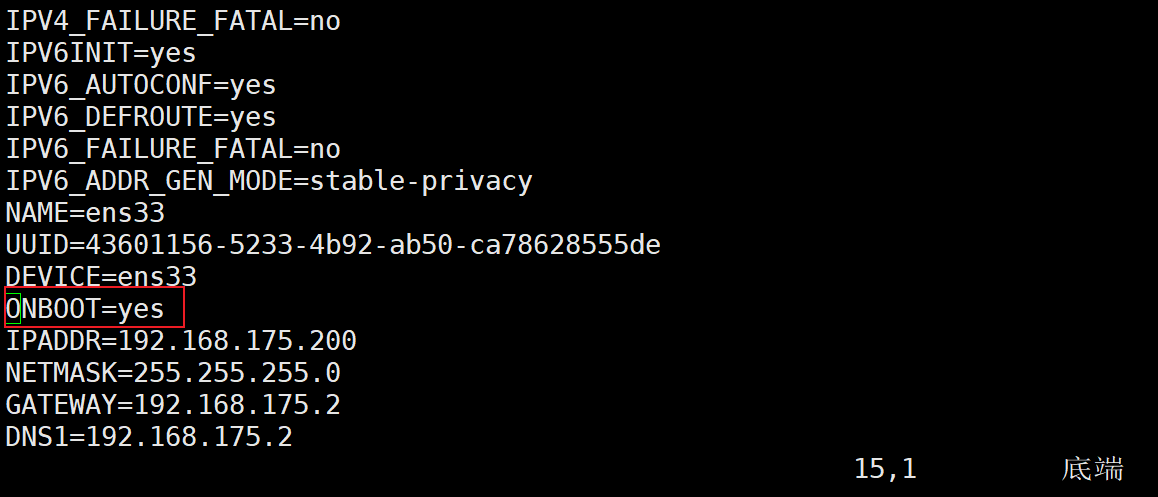 IPV4_FAILURE_FATAL=no
IPV6INIT=yes
IPV6_AUTOCONF=yes
IPV6_DEFROUTE=yes
IPV6_FAILURE_FATAL=no
IPV6_ADDR_GEN_MODE=stable-privacy
NAME=ens33
UUID=43601156-5233-4b92-ab50-ca78628555de
DEVICE=ens33
ONBOOT=yes
IPADDR=192.168.175.200
NETMASK=255.255.255.0
GATEWAY=192.168.175.2
DNS1=192.168.175.2
15,1 底端